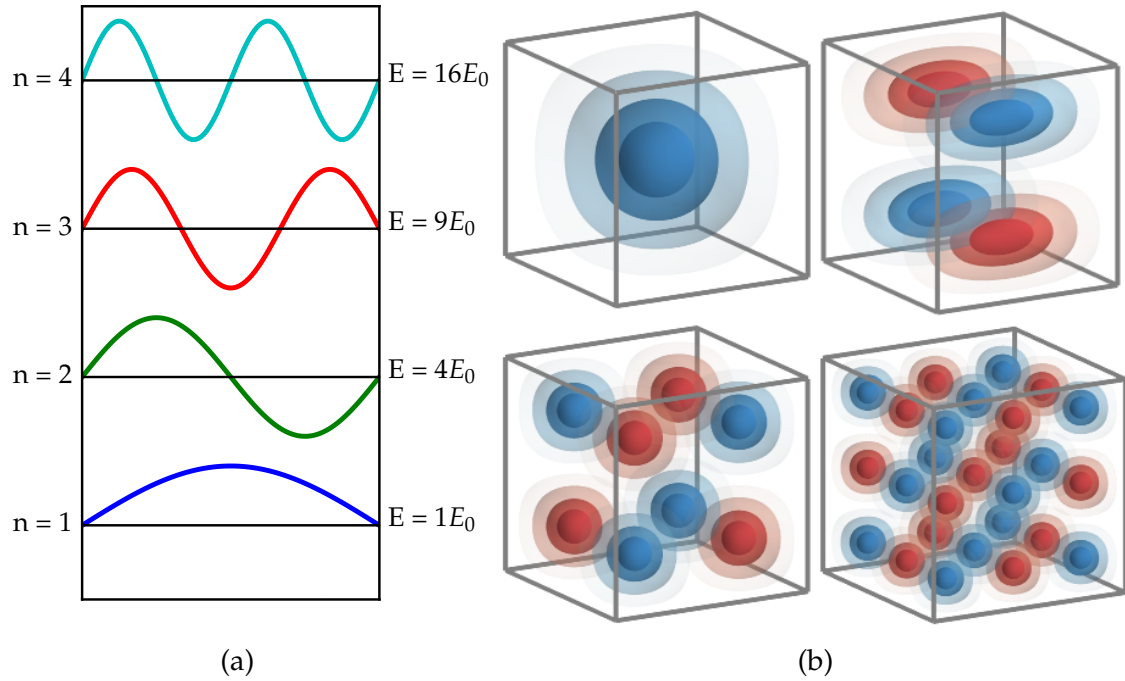 n = 4
E = 16E₀
n = 3
E = 9E₀
n = 2
E = 4E₀
n = 1
E = 1E₀
(a)
(b)